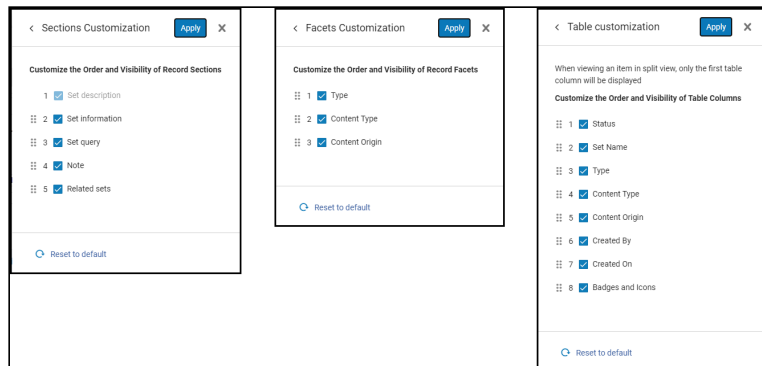 Sections Customization
Apply
Customize the Order and Visibility of Record Sections
1 Set description
2 Set information
3 Set query
4 Note
5 Related sets
Reset to default
Facets Customization
Apply
Customize the Order and Visibility of Record Facets
1 Type
2 Content Type
3 Content Origin
Reset to default
Table customization
Apply
When viewing an item in split view, only the first table
column will be displayed
Customize the Order and Visibility of Table Columns
1 Status
2 Set Name
3 Type
4 Content Type
5 Content Origin
6 Created By
7 Created On
8 Badges and Icons
Reset to default